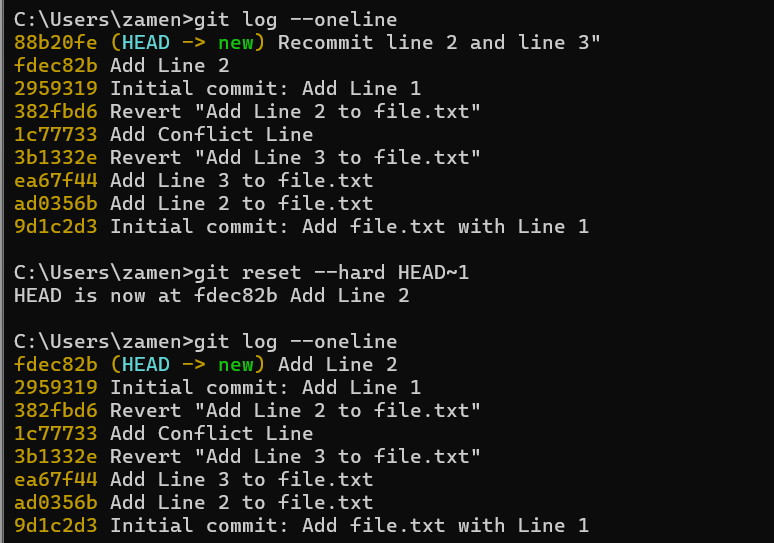 C:\Users\zamen>git log --oneline
88b20fe (HEAD -> new) Recommit line 2 and line 3"
fdec82b Add Line 2
2959319 Initial commit: Add Line 1
382fbd6 Revert "Add Line 2 to file.txt"
1c77733 Add Conflict Line
3b1332e Revert "Add Line 3 to file.txt"
ea67f44 Add Line 3 to file.txt
ad0356b Add Line 2 to file.txt
9d1c2d3 Initial commit: Add file.txt with Line 1
C:\Users\zamen>git reset --hard HEAD~1
HEAD is now at fdec82b Add Line 2
C:\Users\zamen>git log --oneline
fdec82b (HEAD -> new) Add Line 2
2959319 Initial commit: Add Line 1
382fbd6 Revert "Add Line 2 to file.txt"
1c77733 Add Conflict Line
3b1332e Revert "Add Line 3 to file.txt"
ea67f44 Add Line 3 to file.txt
ad0356b Add Line 2 to file.txt
9d1c2d3 Initial commit: Add file.txt with Line 1